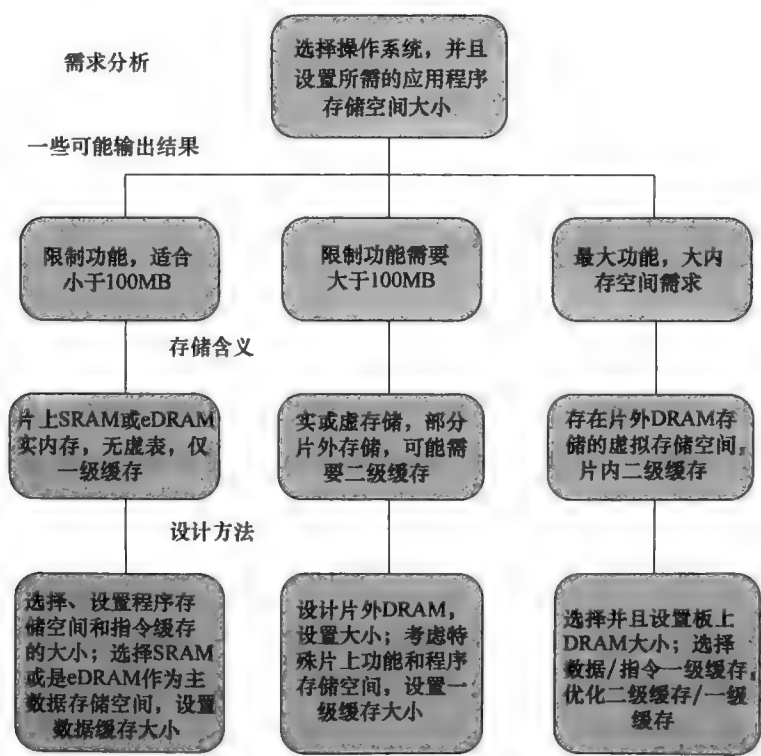 需求分析
选择操作系统，并且
设置所需的应用程序
存储空间大小
一些可能输出结果
限制功能，适合
小于100MB
限制功能需要
大于100MB
最大功能，大内
存空间需求
存储含义
片上SRAM或eDRAM
实内存，无虚表，仅
一级缓存
实或虚存储，部分
片外存储，可能需
要二级缓存
存在片外DRAM存
储的虚拟存储空间，
片内二级缓存
设计方法
选择、设置程序存
储空间和指令缓存
的大小；选择SRAM
或是eDRAM作为主
数据存储空间，设置
数据缓存大小
设计片外DRAM，
设置大小；考虑特
殊片上功能和程序
存储空间，设置一
级缓存大小
选择并且设置板上
DRAM大小；选择
数据/指令一级缓存，
优化二级缓存/一级
缓存